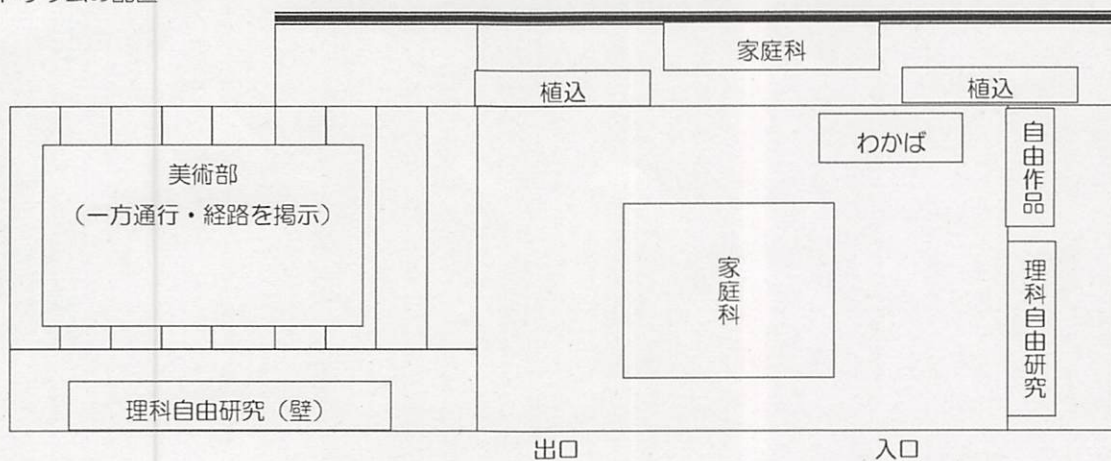 家庭科
植込
植込
わかば
自由作品
美術部
（一方通行・経路を掲示）
家庭科
理科自由研究
理科自由研究（壁）
出口
入口